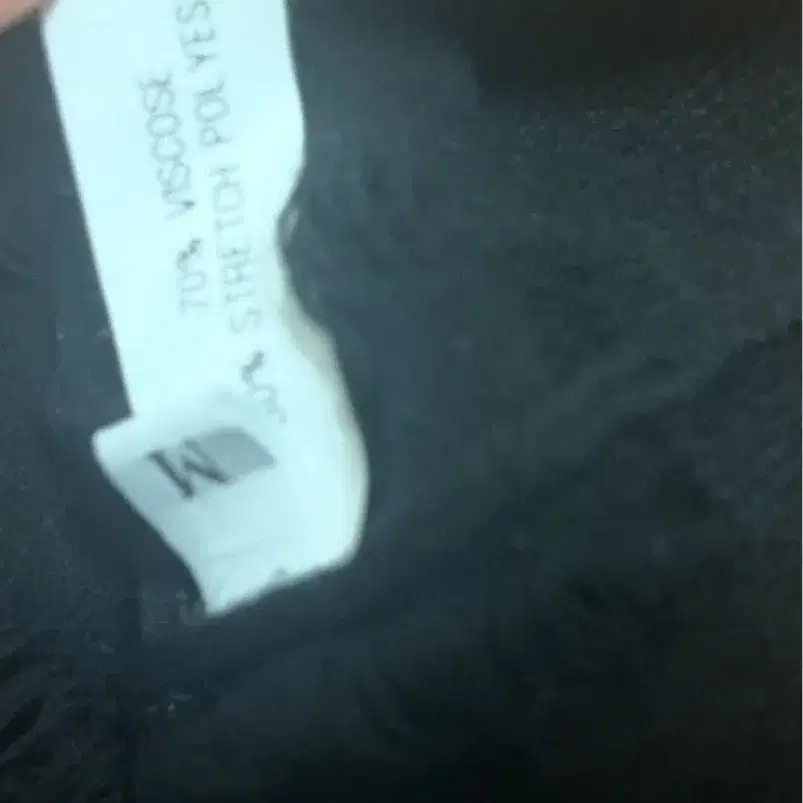 70% VISCOSE
30% STRETCH POLYES
M